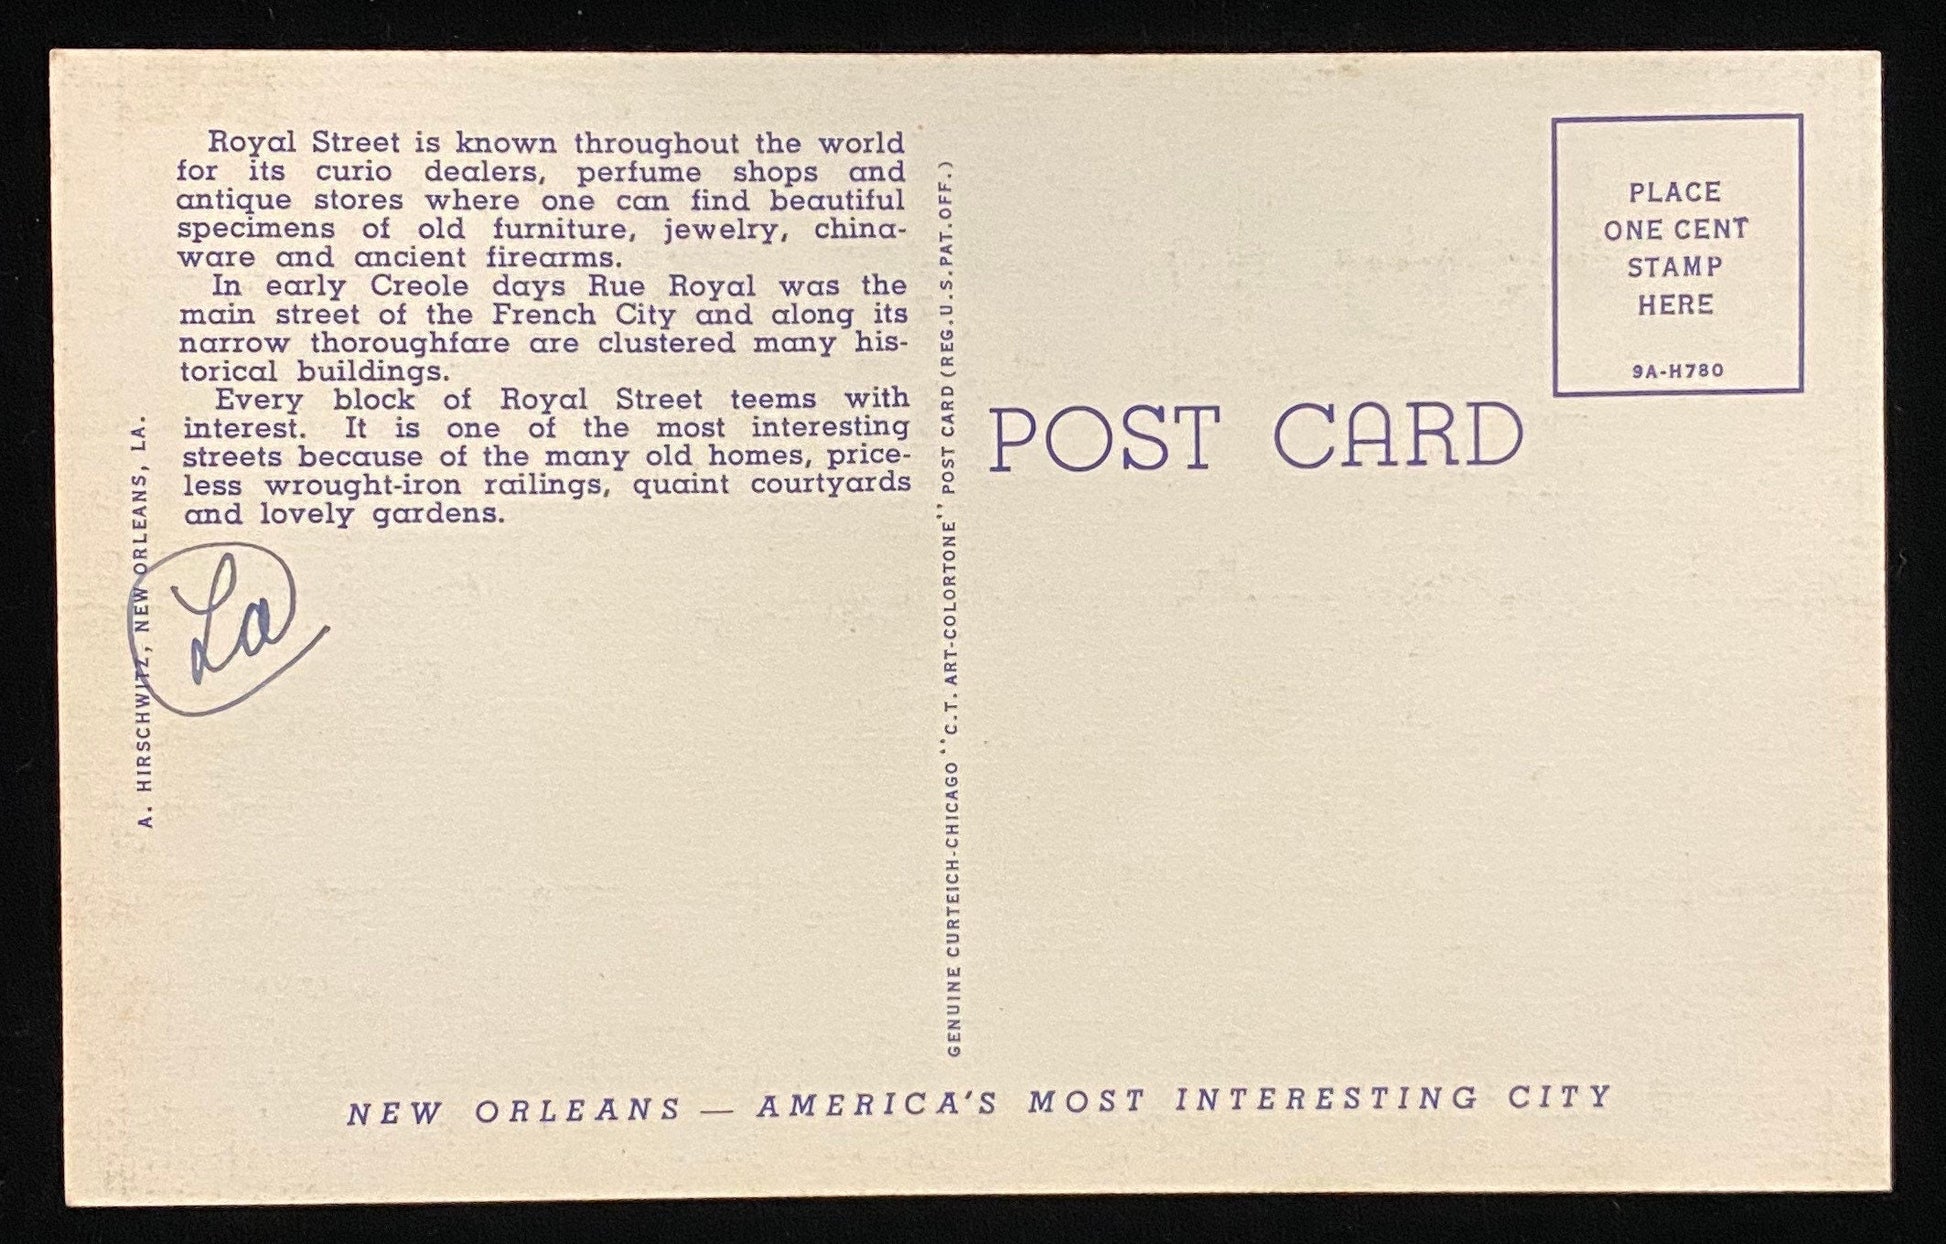 Royal Street is known throughout the world
for its curio dealers, perfume shops and
antique stores where one can find beautiful
specimens of old furniture, jewelry, china-
ware and ancient firearms.
In early Creole days Rue Royal was the
main street of the French City and along its
narrow thoroughfare are clustered many his-
torical buildings.
Every block of Royal Street teems with
interest. It is one of the most interesting
streets because of the many old homes, price-
less wrought-iron railings, quaint courtyards
and lovely gardens.
La
A. HIRSCHWITZ, NEW ORLEANS, LA.
GENUINE CURTEICH-CHICAGO "C.T. ART-COLORTONE" POST CARD (REG. U.S. PAT. OFF.)
PLACE
ONE CENT
STAMP
HERE
9A-H780
POST CARD
NEW ORLEANS — AMERICA'S MOST INTERESTING CITY